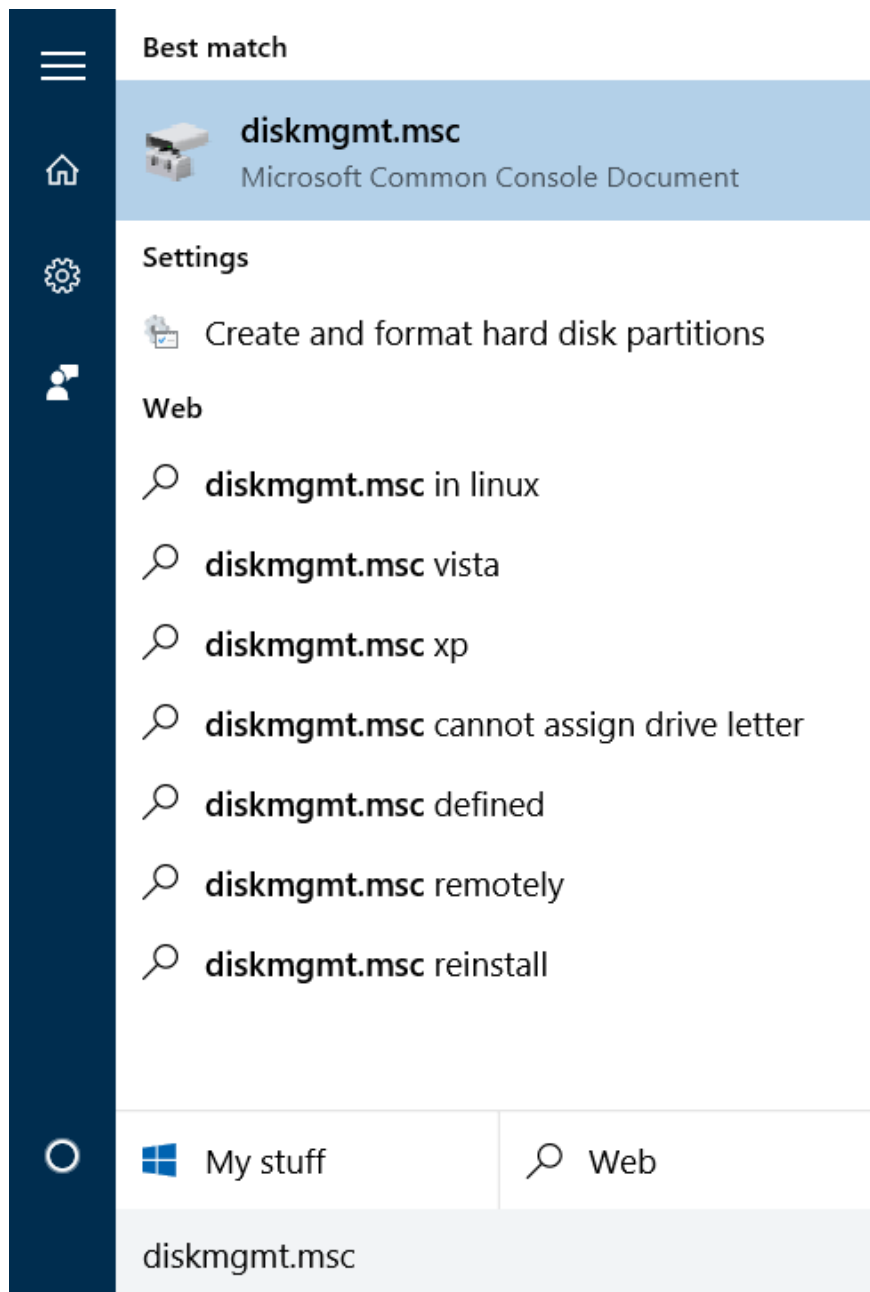 Best match
diskmgmt.msc
Microsoft Common Console Document
Settings
Create and format hard disk partitions
Web
diskmgmt.msc in linux
diskmgmt.msc vista
diskmgmt.msc xp
diskmgmt.msc cannot assign drive letter
diskmgmt.msc defined
diskmgmt.msc remotely
diskmgmt.msc reinstall
My stuff
Web
diskmgmt.msc